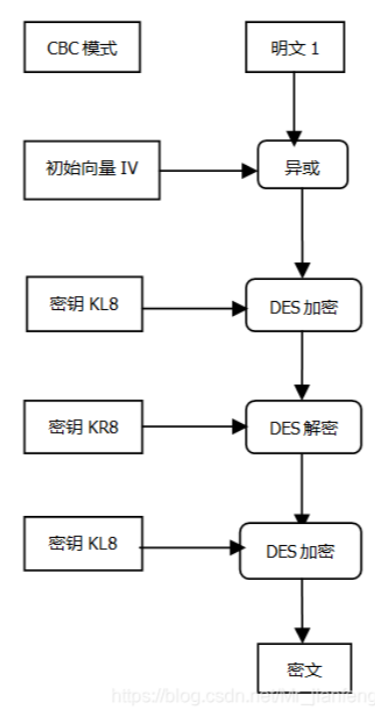 CBC 模式
明文 1
初始向量 IV
异或
密钥 KL8
DES 加密
密钥 KR8
DES 解密
密钥 KL8
DES 加密
密文
https://blog.csdn.net/Mr_jianfeng